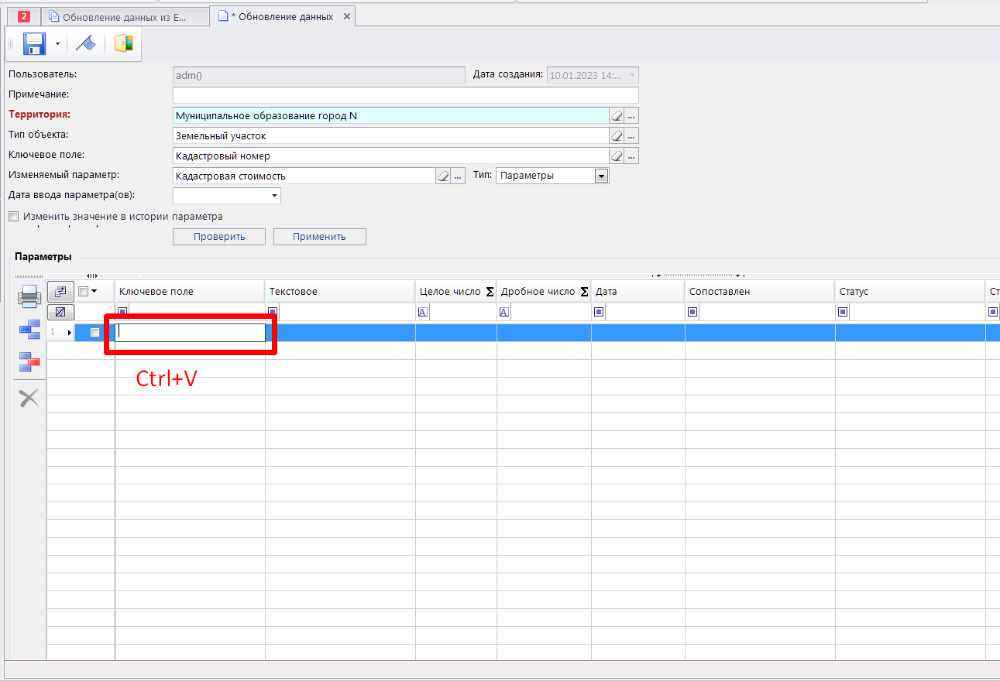 2 Обновление данных из Е... * Обновление данных
Пользователь: adm() Дата создания: 10.01.2023 14:...
Примечание:
Территория: Муниципальное образование город N
Тип объекта: Земельный участок
Ключевое поле: Кадастровый номер
Изменяемый параметр: Кадастровая стоимость ... Тип: Параметры
Дата ввода параметра(ов):
Изменить значение в истории параметра
Проверить Применить
Параметры
Ключевое поле Текстовое Целое число Σ Дробное число Σ Дата Сопоставлен Статус Ст
1
Ctrl+V